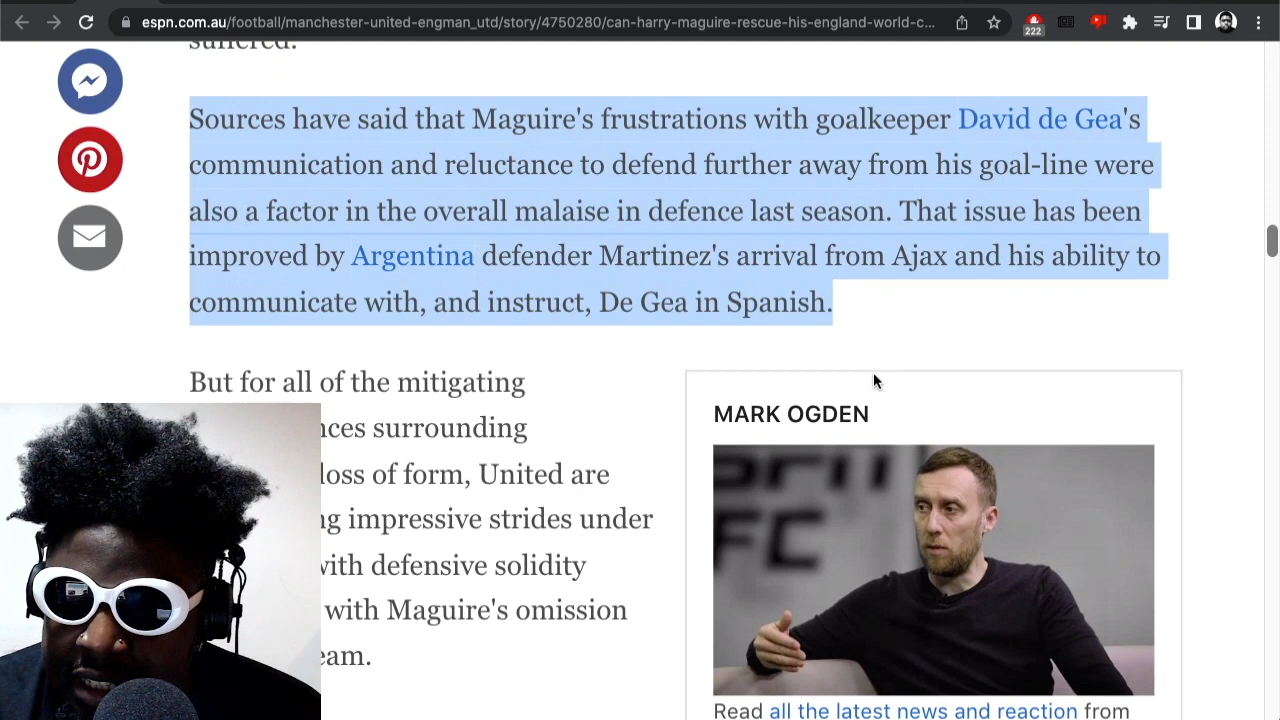 espn.com.au/football/manchester-united-engman_utd/story/4750280/can-harry-maguire-rescue-his-england-world-c...
222
suffered.
Sources have said that Maguire's frustrations with goalkeeper David de Gea's
communication and reluctance to defend further away from his goal-line were
also a factor in the overall malaise in defence last season. That issue has been
improved by Argentina defender Martinez's arrival from Ajax and his ability to
communicate with, and instruct, De Gea in Spanish.
But for all of the mitigating
nces surrounding
loss of form, United are
ng impressive strides under
with defensive solidity
with Maguire's omission
eam.
MARK OGDEN
FC
Read all the latest news and reaction from